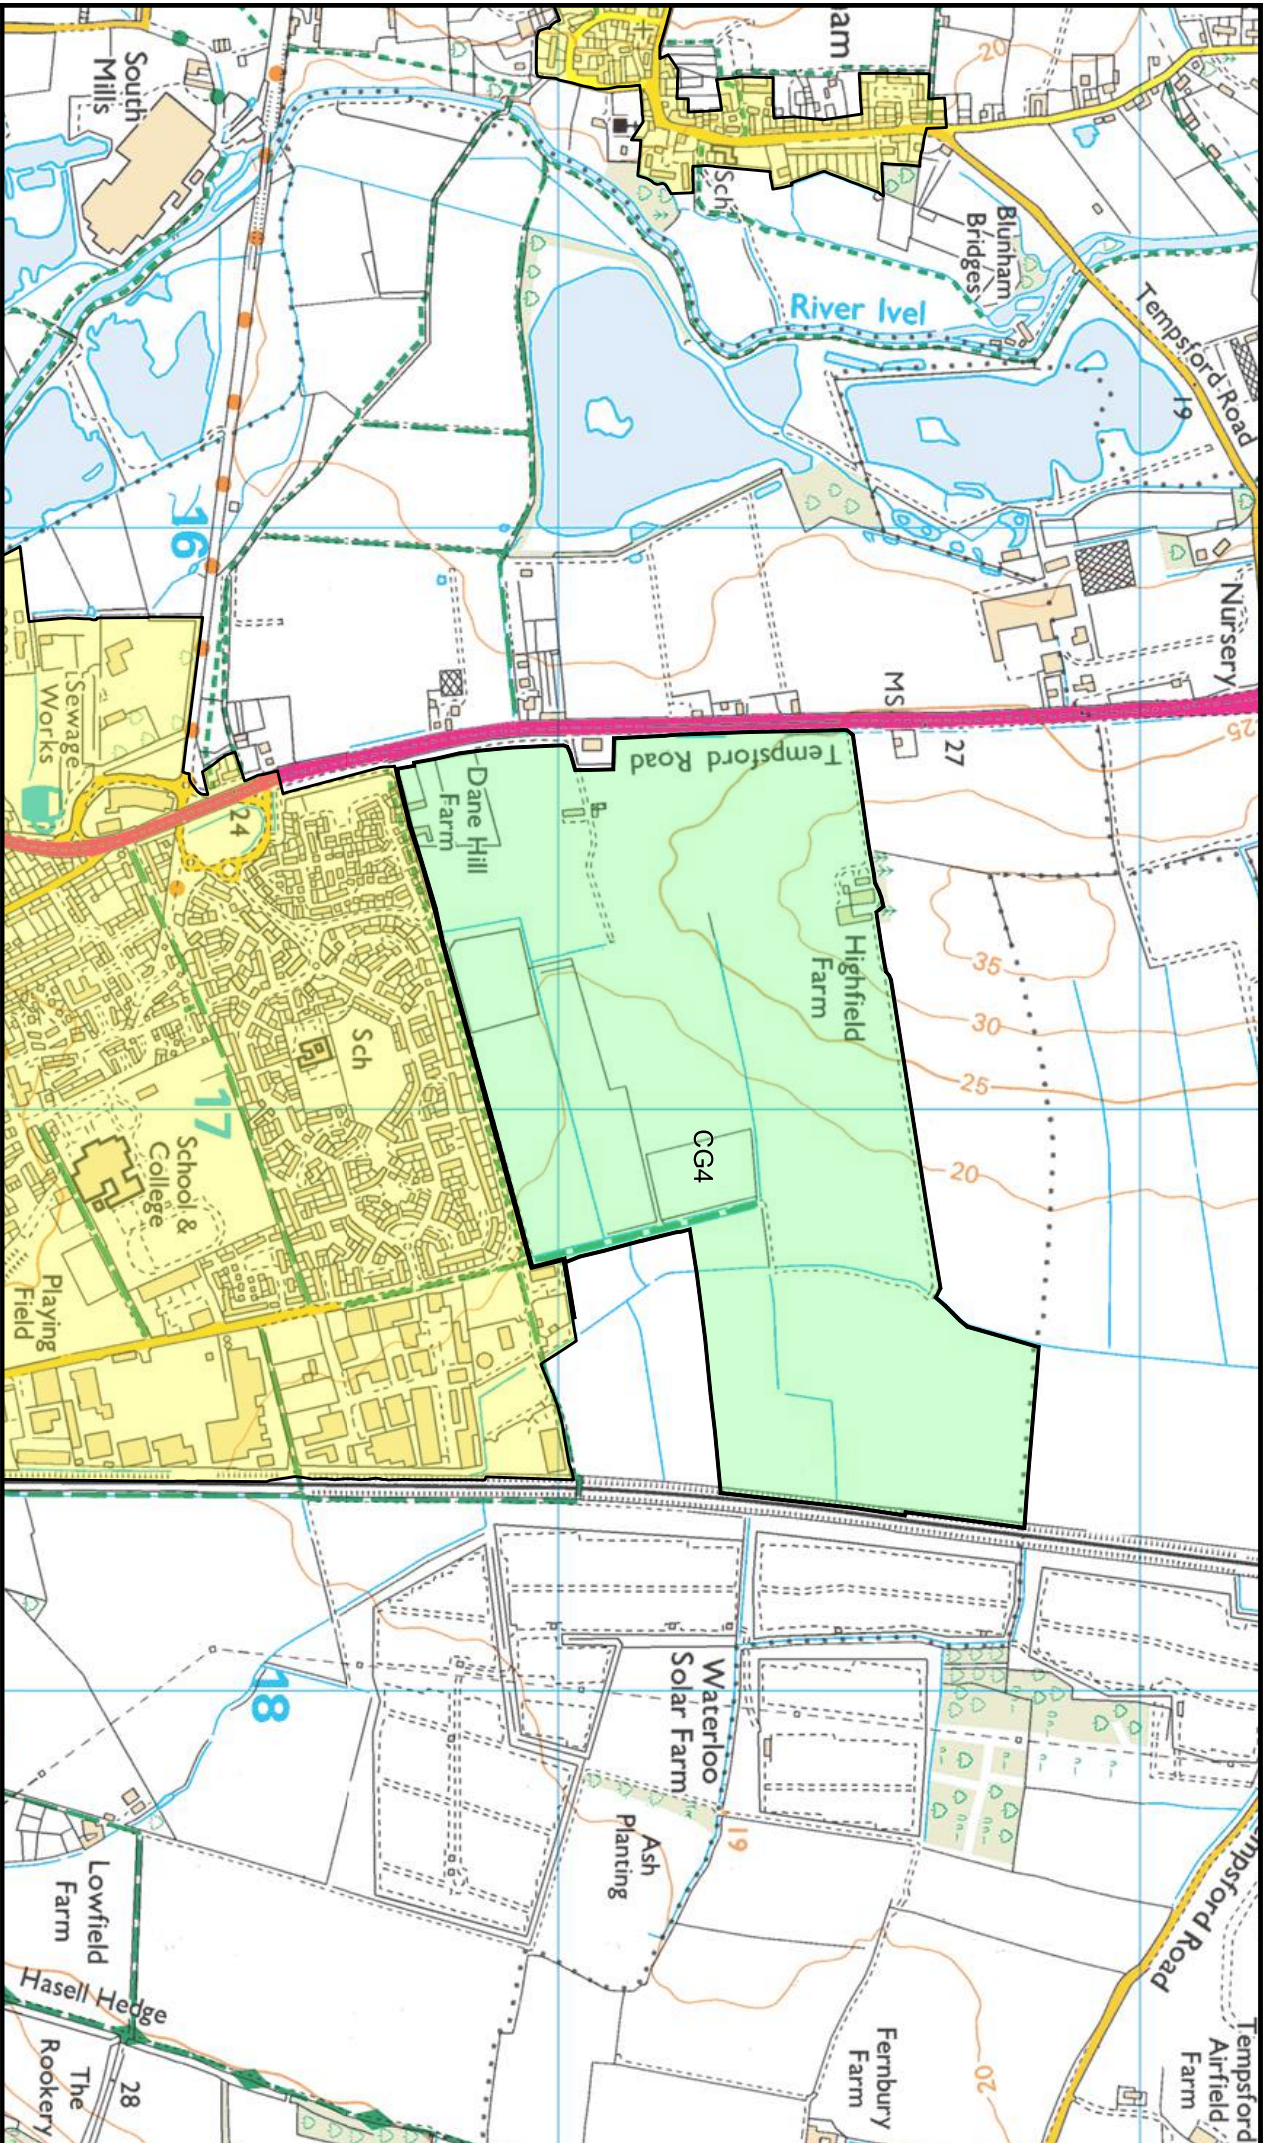 South
Mills
am
20
Sch
Blunham
Bridges
River Ivel
Tempsford Road
19
16
Nursery
Sewage
Works
MS
27
25
24
Tempsford Road
Dane Hill
Farm
Highfield
Farm
35
30
25
20
Sch
17
CG4
School &
College
Playing
Field
18
Waterloo
Solar Farm
19
Ash
Planting
Lowfield
Farm
Hasell Hedge
The
Rookery
28
Fernbury
Farm
20
mpsford Road
Tempsford
Airfield
Farm